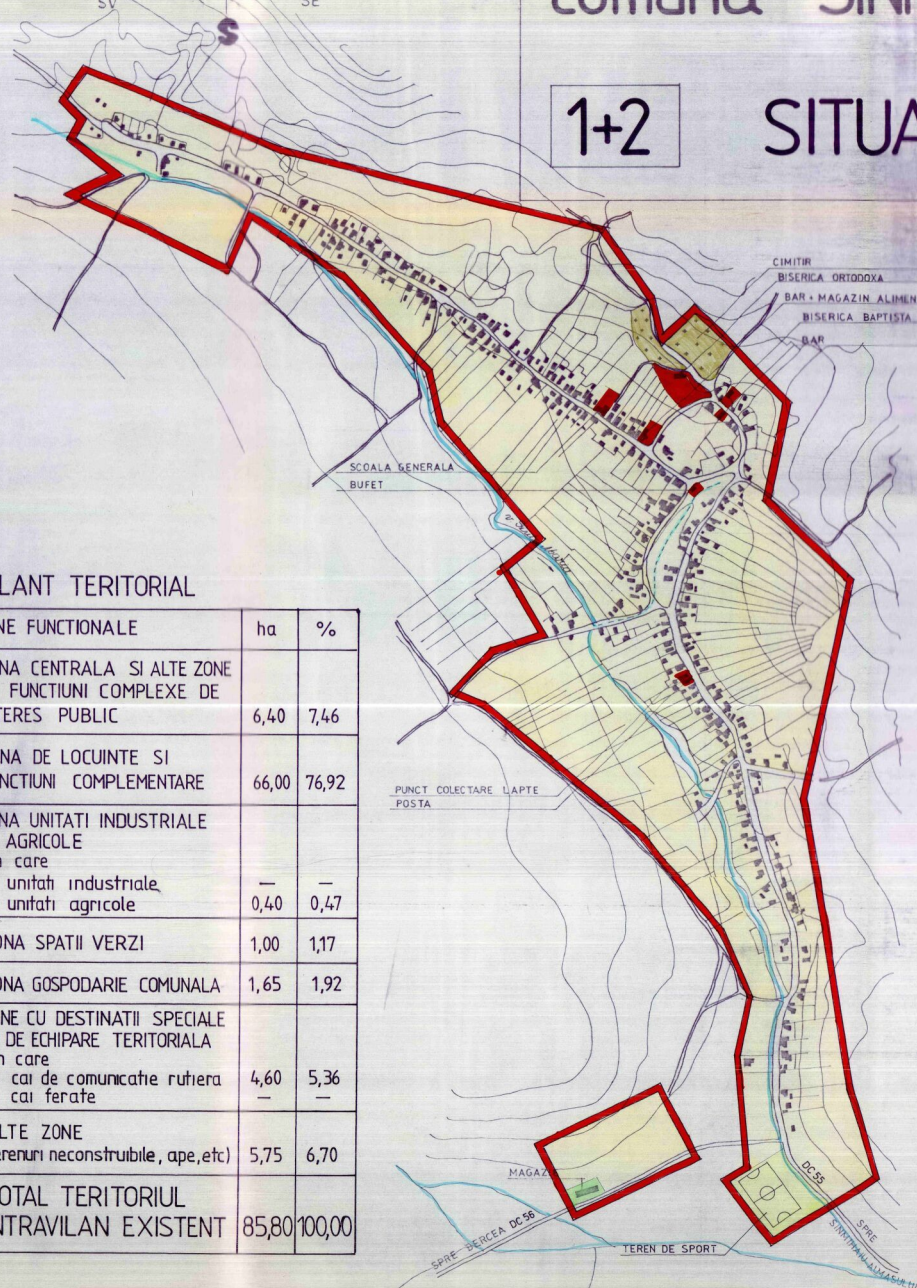 SV
SE
S
comuna
1+2
CIMITIR
BISERICA ORTODOXA
BAR + MAGAZIN ALIMEN
BISERICA BAPTISTA
BAR
SCOALA GENERALA
BUFET
PUNCT COLECTARE LAPTE
POSTA
LANT TERITORIAL
NE FUNCTIONALE ha %
NA CENTRALA SI ALTE ZONE
FUNCTIUNI COMPLEXE DE
TERES PUBLIC 6,40 7,46
NA DE LOCUINTE SI
NCTIUNI COMPLEMENTARE 66,00 76,92
NA UNITATI INDUSTRIALE
AGRICOLE
care
unitati industriale — —
unitati agricole 0,40 0,47
ONA SPATII VERZI 1,00 1,17
ONA GOSPODARIE COMUNALA 1,65 1,92
NE CU DESTINATII SPECIALE
DE ECHIPARE TERITORIALA
care
cai de comunicatie rutiera 4,60 5,36
cai ferate — —
LTE ZONE
erenuri neconstruibile, ape, etc) 5,75 6,70
OTAL TERITORIUL
NTRAVILAN EXISTENT 85,80 100,00
MAGAZI
SPRE BERCEA DC 56
TEREN DE SPORT
DC 55
SPRE
SINMIHAIU ALMASULUI